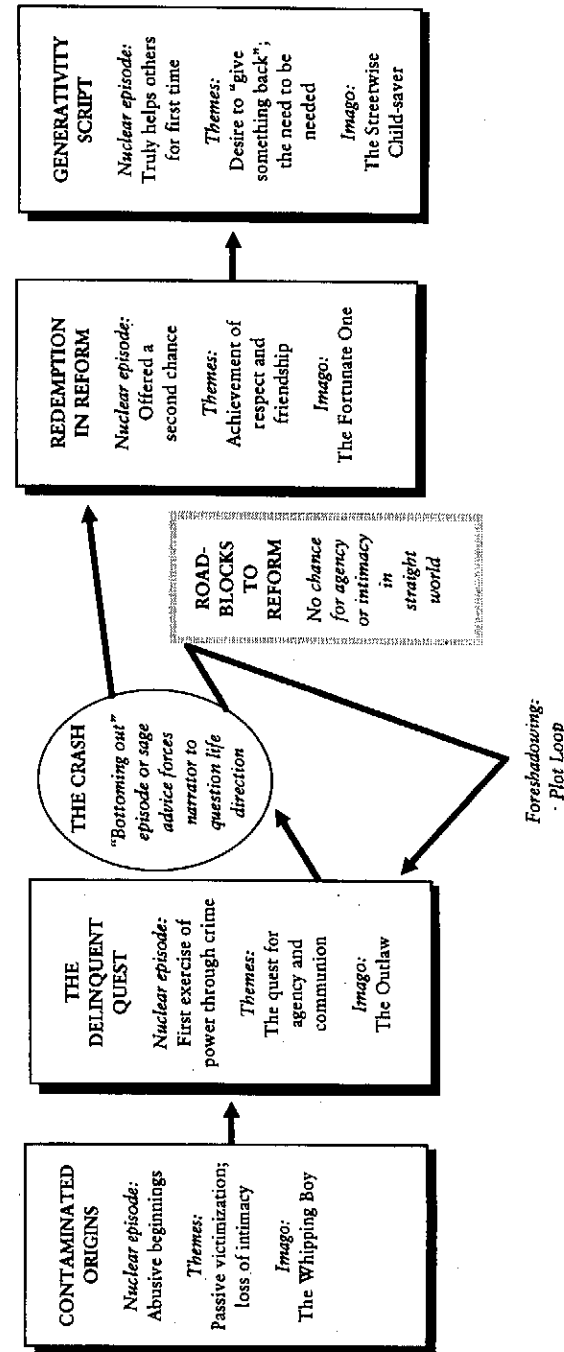 CONTAMINATED
ORIGINS
Nuclear episode:
Abusive beginnings
Themes:
Passive victimization;
loss of intimacy
Imago:
The Whipping Boy
THE
DELINQUENT
QUEST
Nuclear episode:
First exercise of
power through crime
Themes:
The quest for
agency and
communion
Imago:
The Outlaw
THE CRASH
"Bottoming out"
episode or sage
advice forces
narrator to
question life
direction
ROAD-
BLOCKS
TO
REFORM
No chance
for agency
or intimacy
in
straight
world
Foreshadowing:
Plot Loop
REDEMPTION
IN REFORM
Nuclear episode:
Offered a
second chance
Themes:
Achievement of
respect and
friendship
Imago:
The Fortunate One
GENERATIVITY
SCRIPT
Nuclear episode:
Truly helps others
for first time
Themes:
Desire to "give
something back";
the need to be
needed
Imago:
The Streetwise
Child-saver